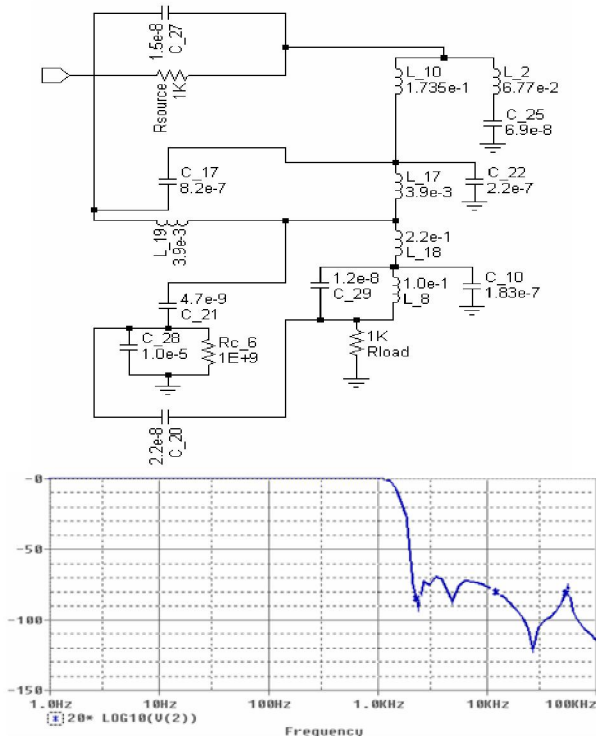 1.5e-8
C_27
Rsource
1K
L_10
1.735e-1
L_2
6.77e-2
C_25
6.9e-8
C_17
8.2e-7
L_17
3.9e-3
C_22
2.2e-7
L_19
3.9e-3
2.2e-1
L_18
4.7e-9
C_21
1.2e-8
C_29
1.0e-1
L_8
C_10
1.83e-7
C_28
1.0e-5
Rc_6
1E+9
1K
Rload
2.2e-8
C_20
-0
-50
-100
-150
1.0Hz
10Hz
100Hz
1.0KHz
10KHz
100KHz
20* LOG10(V(2))
Frequency